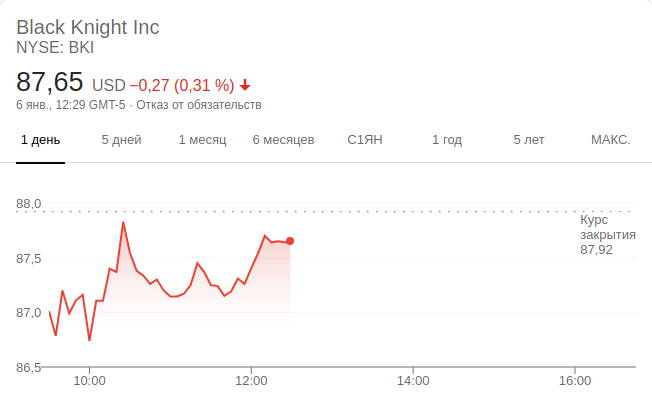 Black Knight Inc
NYSE: BKI
87,65 USD −0,27 (0,31 %)
6 янв., 12:29 GMT-5 · Отказ от обязательств
1 день 5 дней 1 месяц 6 месяцев С1ЯН 1 год 5 лет МАКС.
88,0
Курс
закрытия
87,92
87,5
87,0
86,5
10:00 12:00 14:00 16:00